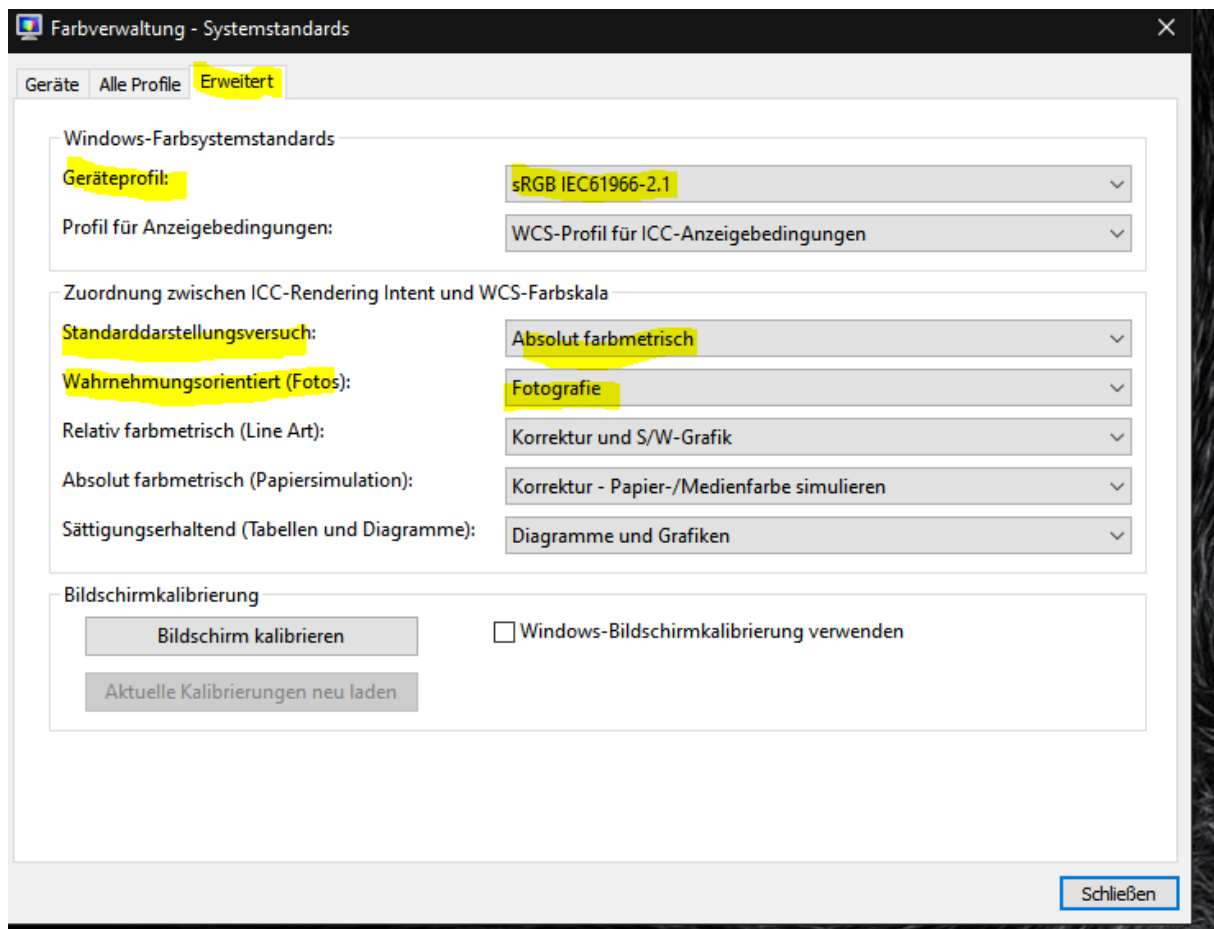 Farbverwaltung - Systemstandards
Geräte Alle Profile Erweitert
Windows-Farbsystemstandards
Geräteprofil: sRGB IEC61966-2.1
Profil für Anzeigebedingungen: WCS-Profil für ICC-Anzeigebedingungen
Zuordnung zwischen ICC-Rendering Intent und WCS-Farbskala
Standarddarstellungsversuch: Absolut farbmetrisch
Wahrnehmungsorientiert (Fotos): Fotografie
Relativ farbmetrisch (Line Art): Korrektur und S/W-Grafik
Absolut farbmetrisch (Papiersimulation): Korrektur - Papier-/Medienfarbe simulieren
Sättigungserhaltend (Tabellen und Diagramme): Diagramme und Grafiken
Bildschirmkalibrierung
Bildschirm kalibrieren Windows-Bildschirmkalibrierung verwenden
Aktuelle Kalibrierungen neu laden
Schließen